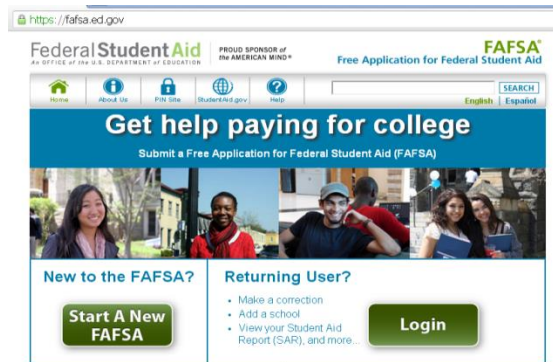 https://fafsa.ed.gov
Federal Student Aid
An OFFICE of the U.S. DEPARTMENT of EDUCATION
PROUD SPONSOR of
the AMERICAN MIND®
FAFSA®
Free Application for Federal Student Aid
Home
About Us
PIN Site
StudentAid.gov
Help
SEARCH
English | Español
Get help paying for college
Submit a Free Application for Federal Student Aid (FAFSA)
New to the FAFSA?
Start A New
FAFSA
Returning User?
• Make a correction
• Add a school
• View your Student Aid
Report (SAR), and more...
Login